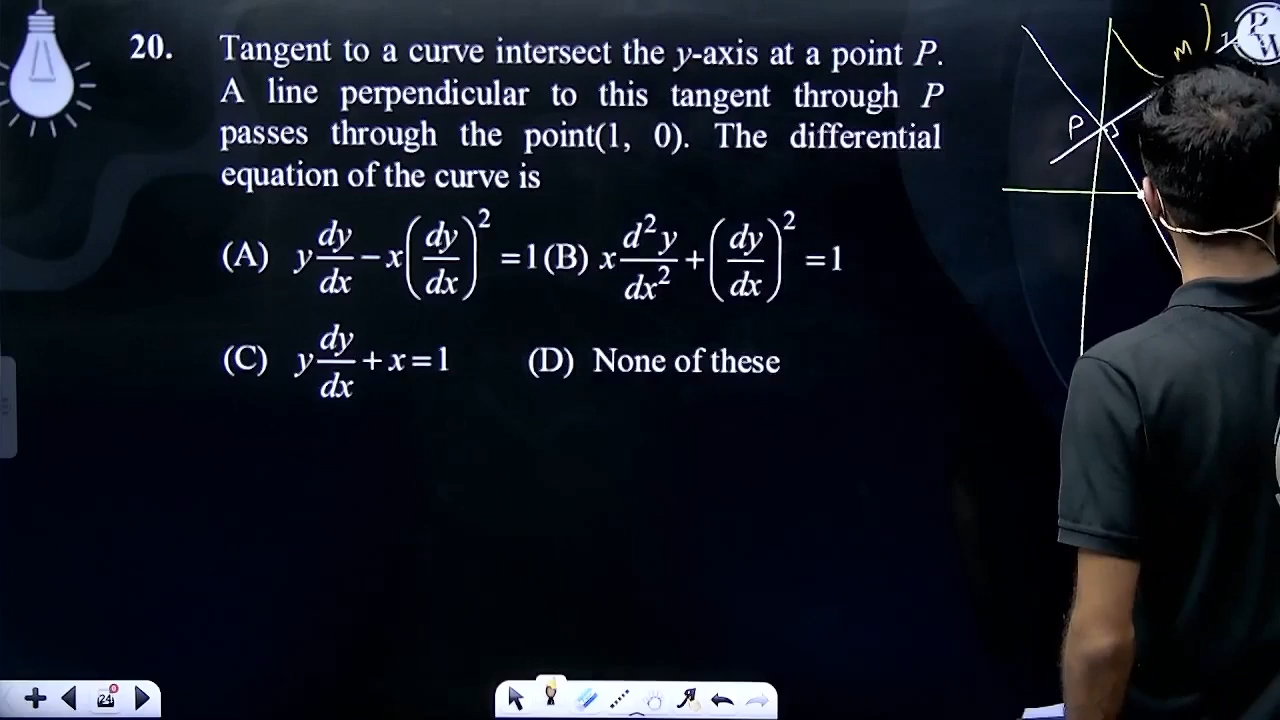 20. Tangent to a curve intersect the y-axis at a point P.
A line perpendicular to this tangent through P
passes through the point(1, 0). The differential
equation of the curve is
(A) y dy/dx − x(dy/dx)² = 1 (B) x d²y/dx² + (dy/dx)² = 1
(C) y dy/dx + x = 1 (D) None of these
P
m
P
W
24